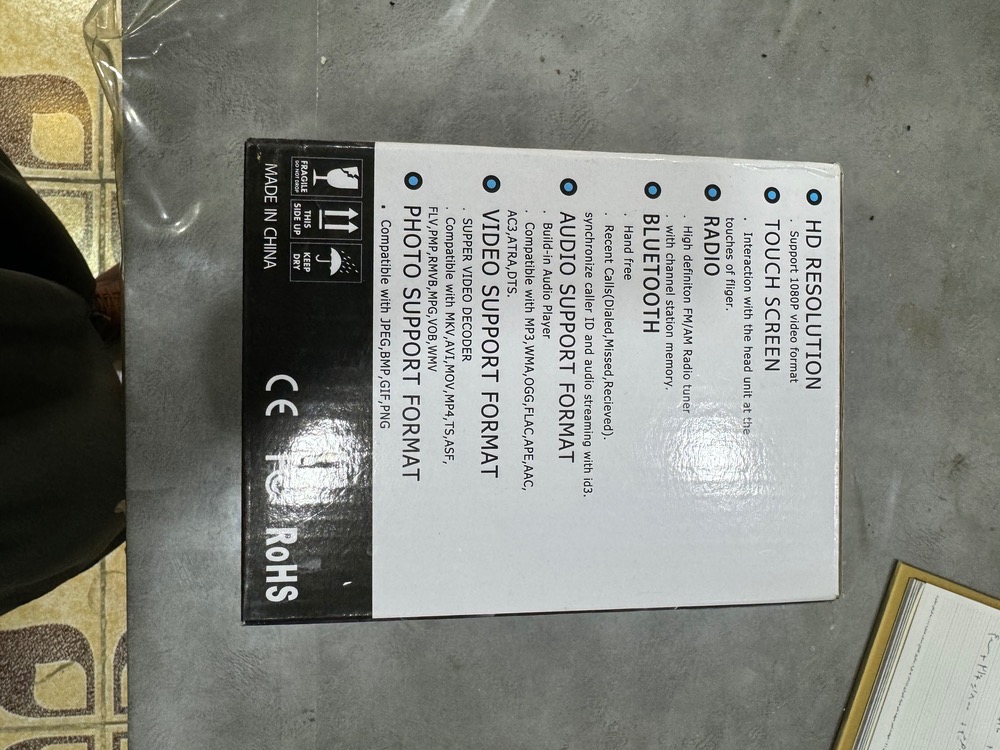 HD RESOLUTION
. Support 1080P video format
TOUCH SCREEN
. Interaction with the head unit at the
touches of fliger.
RADIO
. High definiton FM/AM Radio tuner
. with channel station memory.
BLUETOOTH
. Hand free
. Recent Calls(Dialed,Missed,Recieved).
synchronize caller ID and audio streaming with id3.
AUDIO SUPPORT FORMAT
. Build-in Audio Player
. Compatible with MP3,WMA,OGG,FLAC,APE,AAC,
AC3,ATRA,DTS.
VIDEO SUPPORT FORMAT
. SUPPER VIDEO DECODER
. Compatible with MKV,AVI,MOV,MP4,TS,ASF,
FLV,PMP,RMVB,MPG,VOB,WMV
PHOTO SUPPORT FORMAT
. Compatible with JPEG,BMP,GIF,PNG
FRAGILE
DO NOT DROP
THIS
SIDE UP
KEEP
DRY
MADE IN CHINA
CE FC RoHS